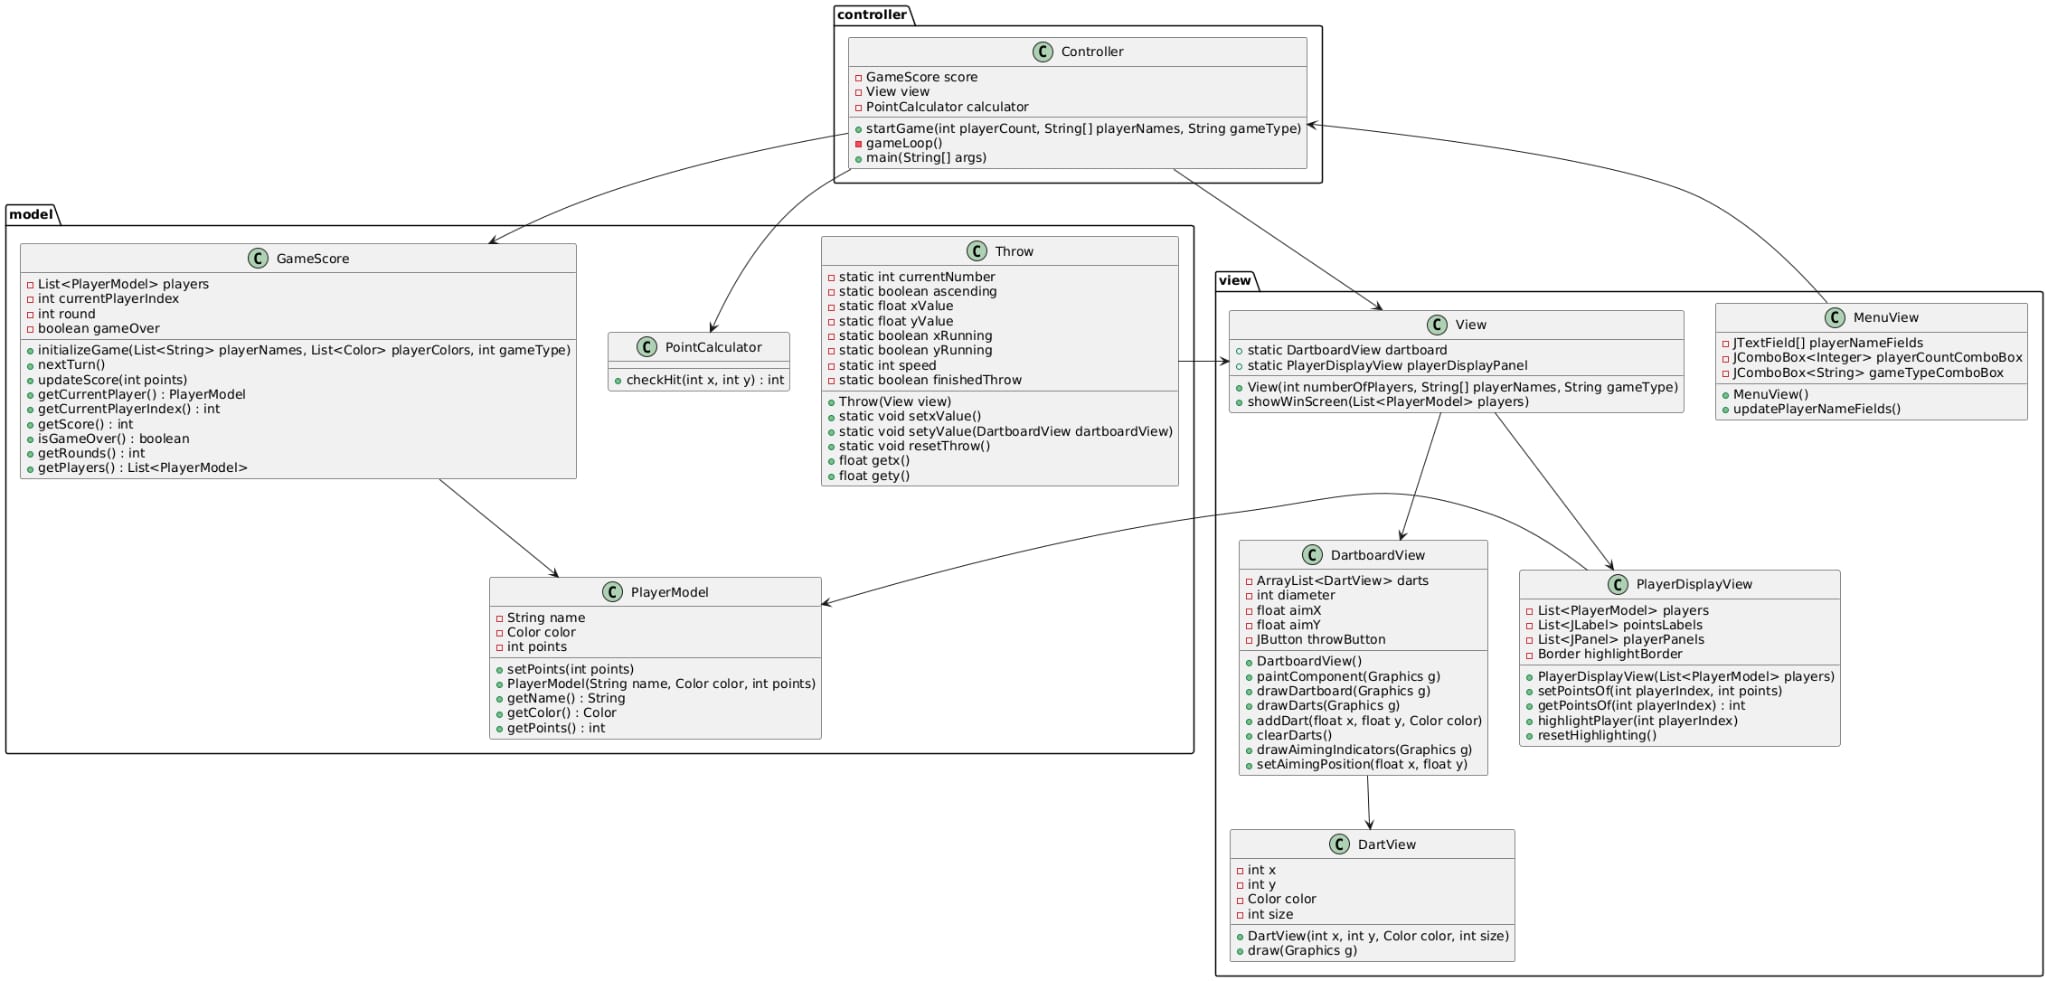 controller
C Controller
GameScore score
View view
PointCalculator calculator
startGame(int playerCount, String[] playerNames, String gameType)
gameLoop()
main(String[] args)
model
C GameScore
List<PlayerModel> players
int currentPlayerIndex
int round
boolean gameOver
initializeGame(List<String> playerNames, List<Color> playerColors, int gameType)
nextTurn()
updateScore(int points)
getCurrentPlayer() : PlayerModel
getCurrentPlayerIndex() : int
getScore() : int
isGameOver() : boolean
getRounds() : int
getPlayers() : List<PlayerModel>
C PointCalculator
checkHit(int x, int y) : int
C Throw
static int currentNumber
static boolean ascending
static float xValue
static float yValue
static boolean xRunning
static boolean yRunning
static int speed
static boolean finishedThrow
Throw(View view)
static void setxValue()
static void setyValue(DartboardView dartboardView)
static void resetThrow()
float getx()
float gety()
C PlayerModel
String name
Color color
int points
setPoints(int points)
PlayerModel(String name, Color color, int points)
getName() : String
getColor() : Color
getPoints() : int
view
C View
static DartboardView dartboard
static PlayerDisplayView playerDisplayPanel
View(int numberOfPlayers, String[] playerNames, String gameType)
showWinScreen(List<PlayerModel> players)
C MenuView
JTextField[] playerNameFields
JComboBox<Integer> playerCountComboBox
JComboBox<String> gameTypeComboBox
MenuView()
updatePlayerNameFields()
C DartboardView
ArrayList<DartView> darts
int diameter
float aimX
float aimY
JButton throwButton
DartboardView()
paintComponent(Graphics g)
drawDartboard(Graphics g)
drawDarts(Graphics g)
addDart(float x, float y, Color color)
clearDarts()
drawAimingIndicators(Graphics g)
setAimingPosition(float x, float y)
C PlayerDisplayView
List<PlayerModel> players
List<JLabel> pointsLabels
List<JPanel> playerPanels
Border highlightBorder
PlayerDisplayView(List<PlayerModel> players)
setPointsOf(int playerIndex, int points)
getPointsOf(int playerIndex) : int
highlightPlayer(int playerIndex)
resetHighlighting()
C DartView
int x
int y
Color color
int size
DartView(int x, int y, Color color, int size)
draw(Graphics g)